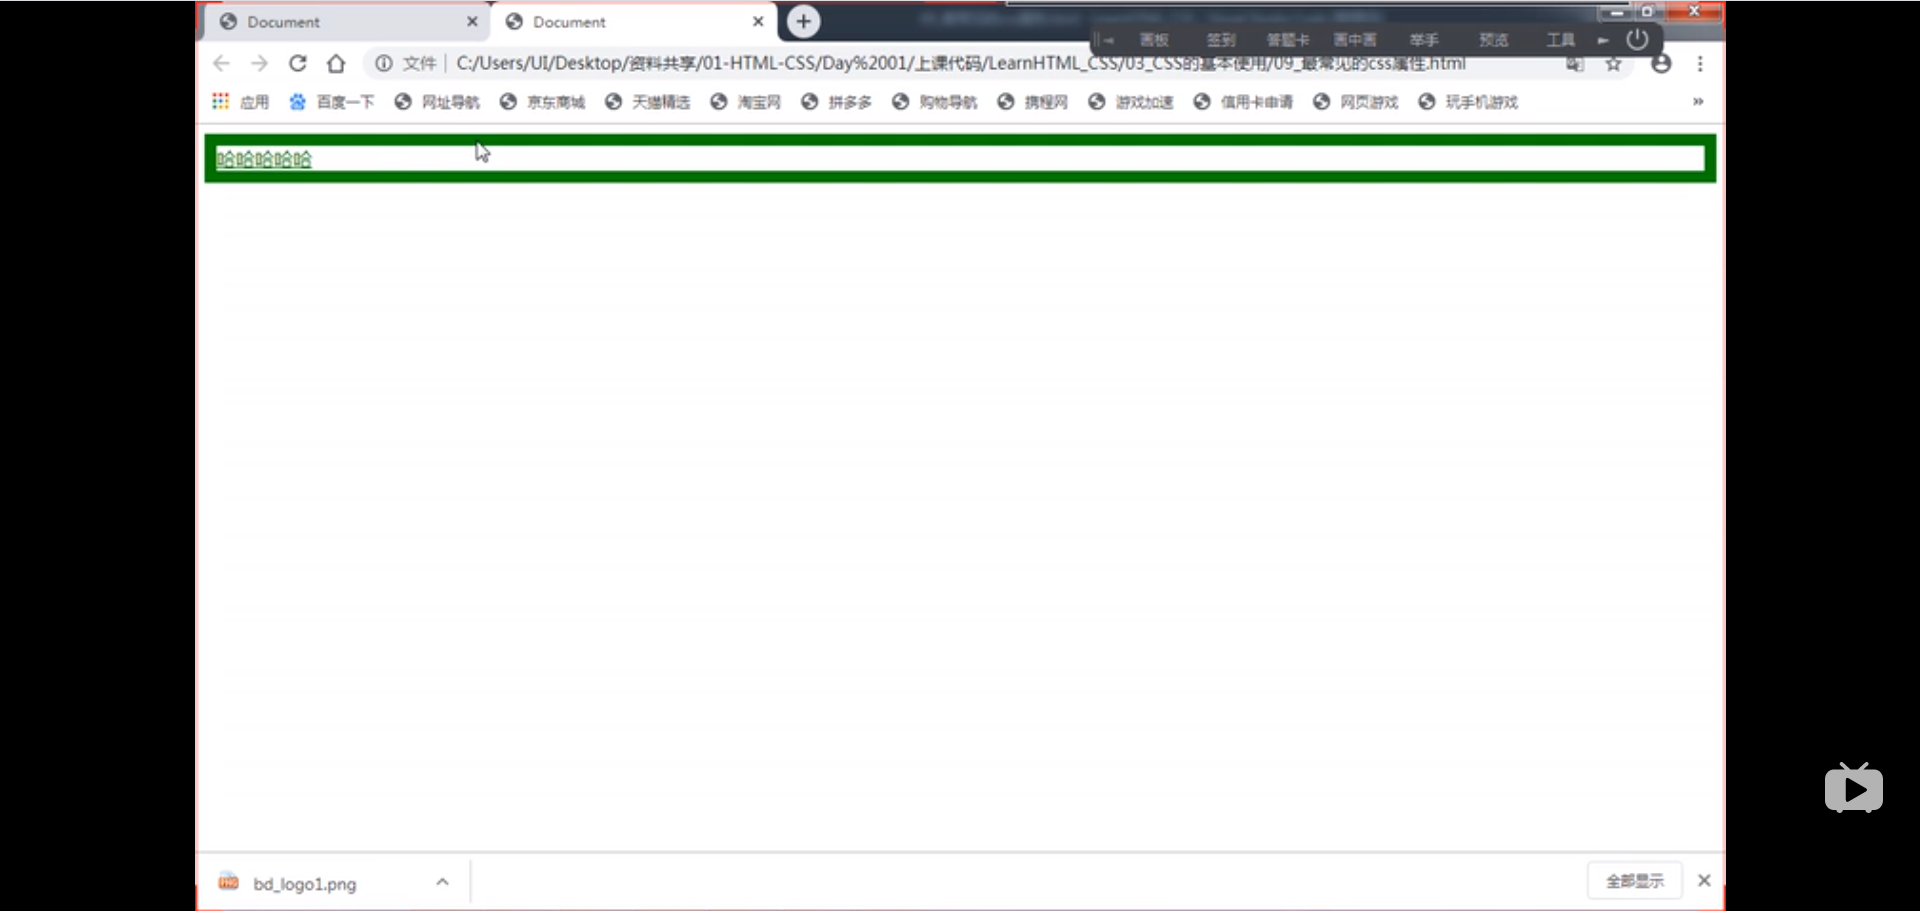 Document
Document
画板 签到 答题卡 画中画 举手 预览 工具
文件 C:/Users/UI/Desktop/资料共享/01-HTML-CSS/Day%2001/上课代码/LearnHTML_CSS/03_CSS的基本使用/09_最常见的css属性.html
应用 百度一下 网址导航 京东商城 天猫精选 淘宝网 拼多多 购物导航 携程网 游戏加速 信用卡申请 网页游戏 玩手机游戏 »
哈哈哈哈哈
bd_logo1.png
全部显示